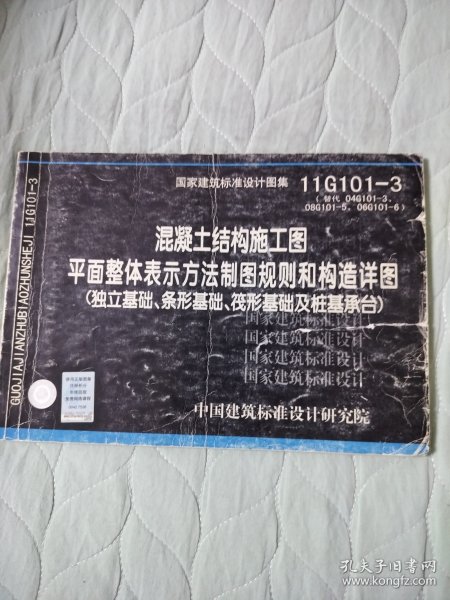 国家建筑标准设计图集 11G101-3
(替代 04G101-3、
08G101-5、06G101-6)
混凝土结构施工图
平面整体表示方法制图规则和构造详图
(独立基础、条形基础、筏形基础及桩基承台)
国家建筑标准设计
国家建筑标准设计
国家建筑标准设计
国家建筑标准设计
中国建筑标准设计研究院
GUOJIAJIANZHUBIAOZHUNSHEJI 11G101-3
孔夫子旧书网
www.kongfz.com